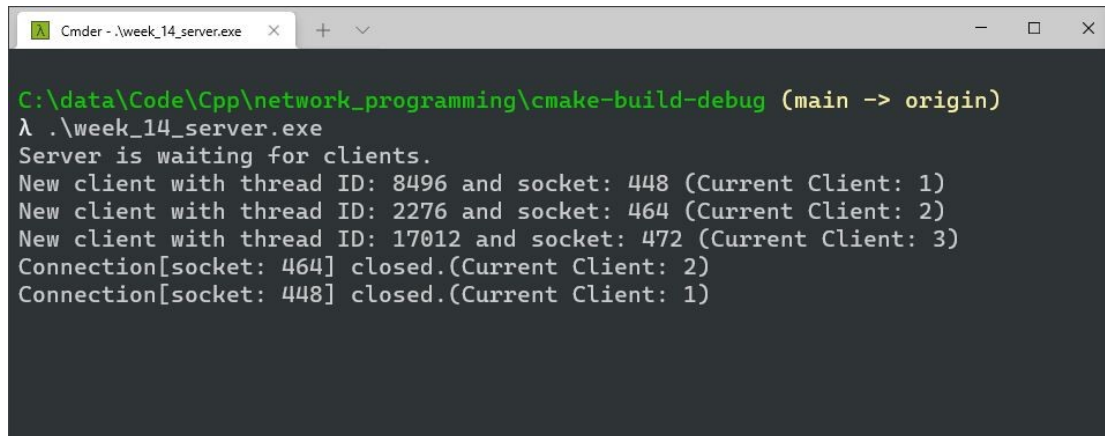 Cmder - .\week_14_server.exe
C:\data\Code\Cpp\network_programming\cmake-build-debug (main -> origin)
λ .\week_14_server.exe
Server is waiting for clients.
New client with thread ID: 8496 and socket: 448 (Current Client: 1)
New client with thread ID: 2276 and socket: 464 (Current Client: 2)
New client with thread ID: 17012 and socket: 472 (Current Client: 3)
Connection[socket: 464] closed.(Current Client: 2)
Connection[socket: 448] closed.(Current Client: 1)